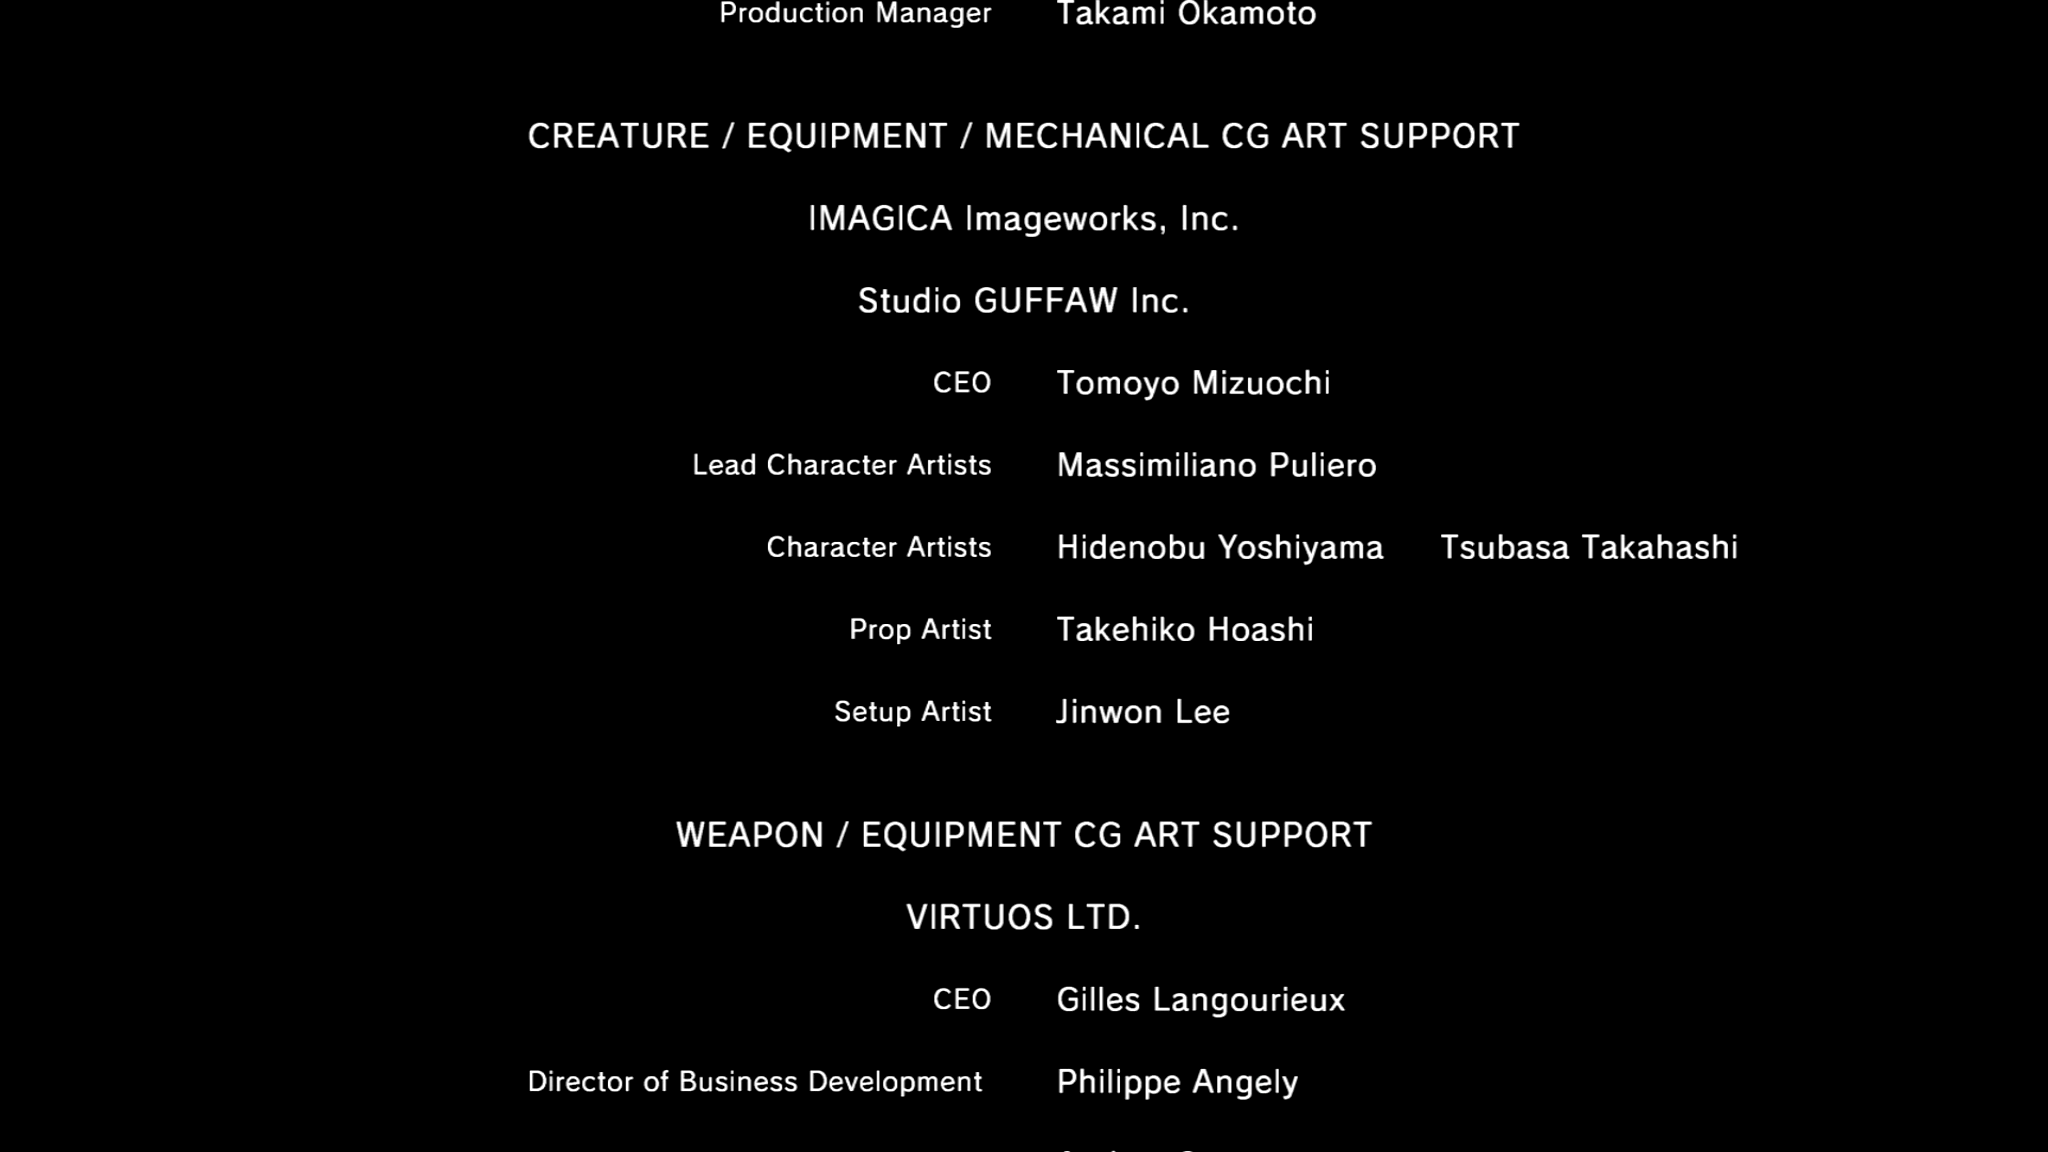 Production Manager Takami Okamoto
CREATURE / EQUIPMENT / MECHANICAL CG ART SUPPORT
IMAGICA Imageworks, Inc.
Studio GUFFAW Inc.
CEO Tomoyo Mizuochi
Lead Character Artists Massimiliano Puliero
Character Artists Hidenobu Yoshiyama Tsubasa Takahashi
Prop Artist Takehiko Hoashi
Setup Artist Jinwon Lee
WEAPON / EQUIPMENT CG ART SUPPORT
VIRTUOS LTD.
CEO Gilles Langourieux
Director of Business Development Philippe Angely